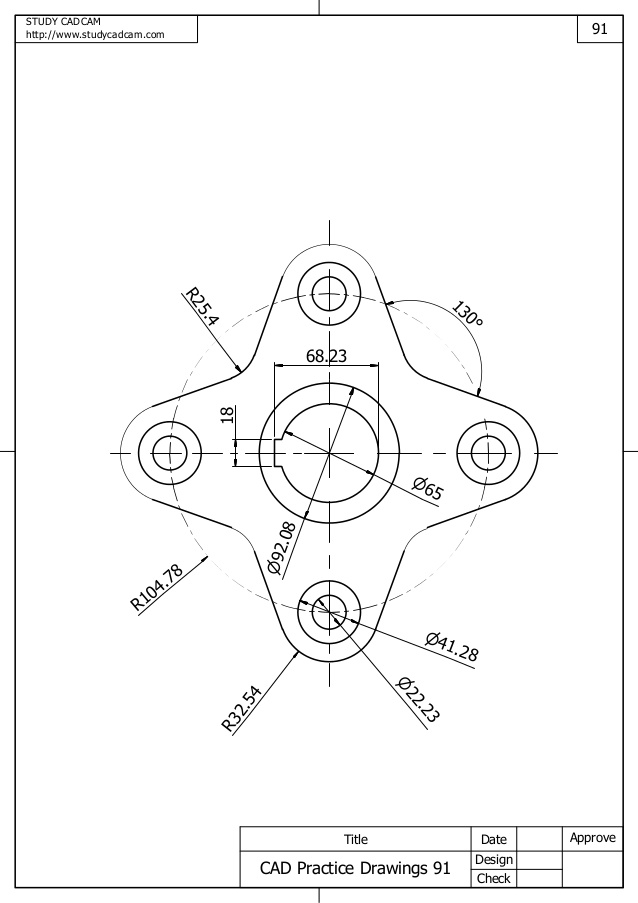 STUDY CADCAM
http://www.studycadcam.com
91
R25.4
130°
68.23
18
Ø65
Ø92.08
R104.78
Ø41.28
Ø22.23
R32.54
Title
Date
Approve
CAD Practice Drawings 91
Design
Check